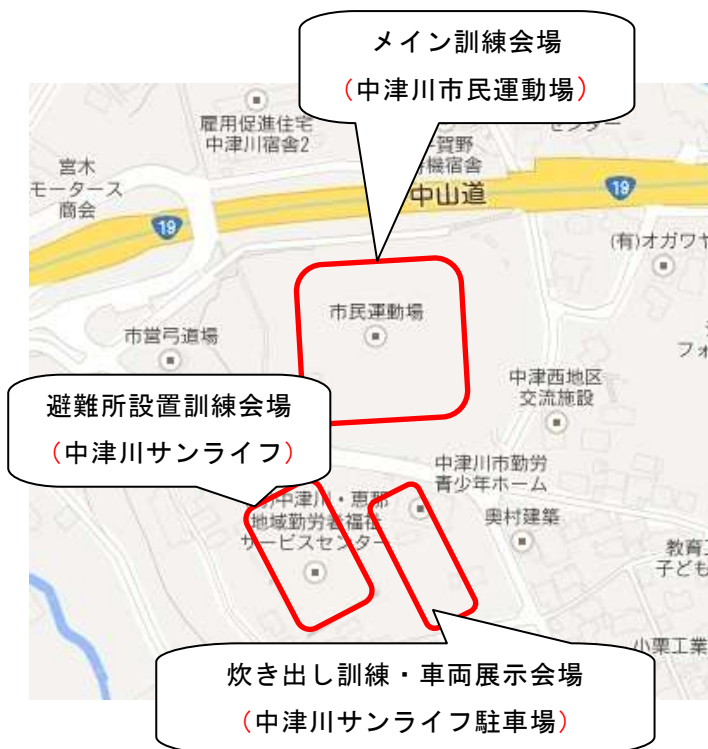 メイン訓練会場
（中津川市民運動場）
雇用促進住宅
中津川宿舎2
宮木
モータース
商会
中山道
19
19
(有)オガワヤ
市民運動場
市営弓道場
中津西地区
交流施設
避難所設置訓練会場
（中津川サンライフ）
中津川市勤労
青少年ホーム
中津川・恵那
地域勤労者福祉
サービスセンター
奥村建築
教育
子ども
小栗工業
炊き出し訓練・車両展示会場
（中津川サンライフ駐車場）